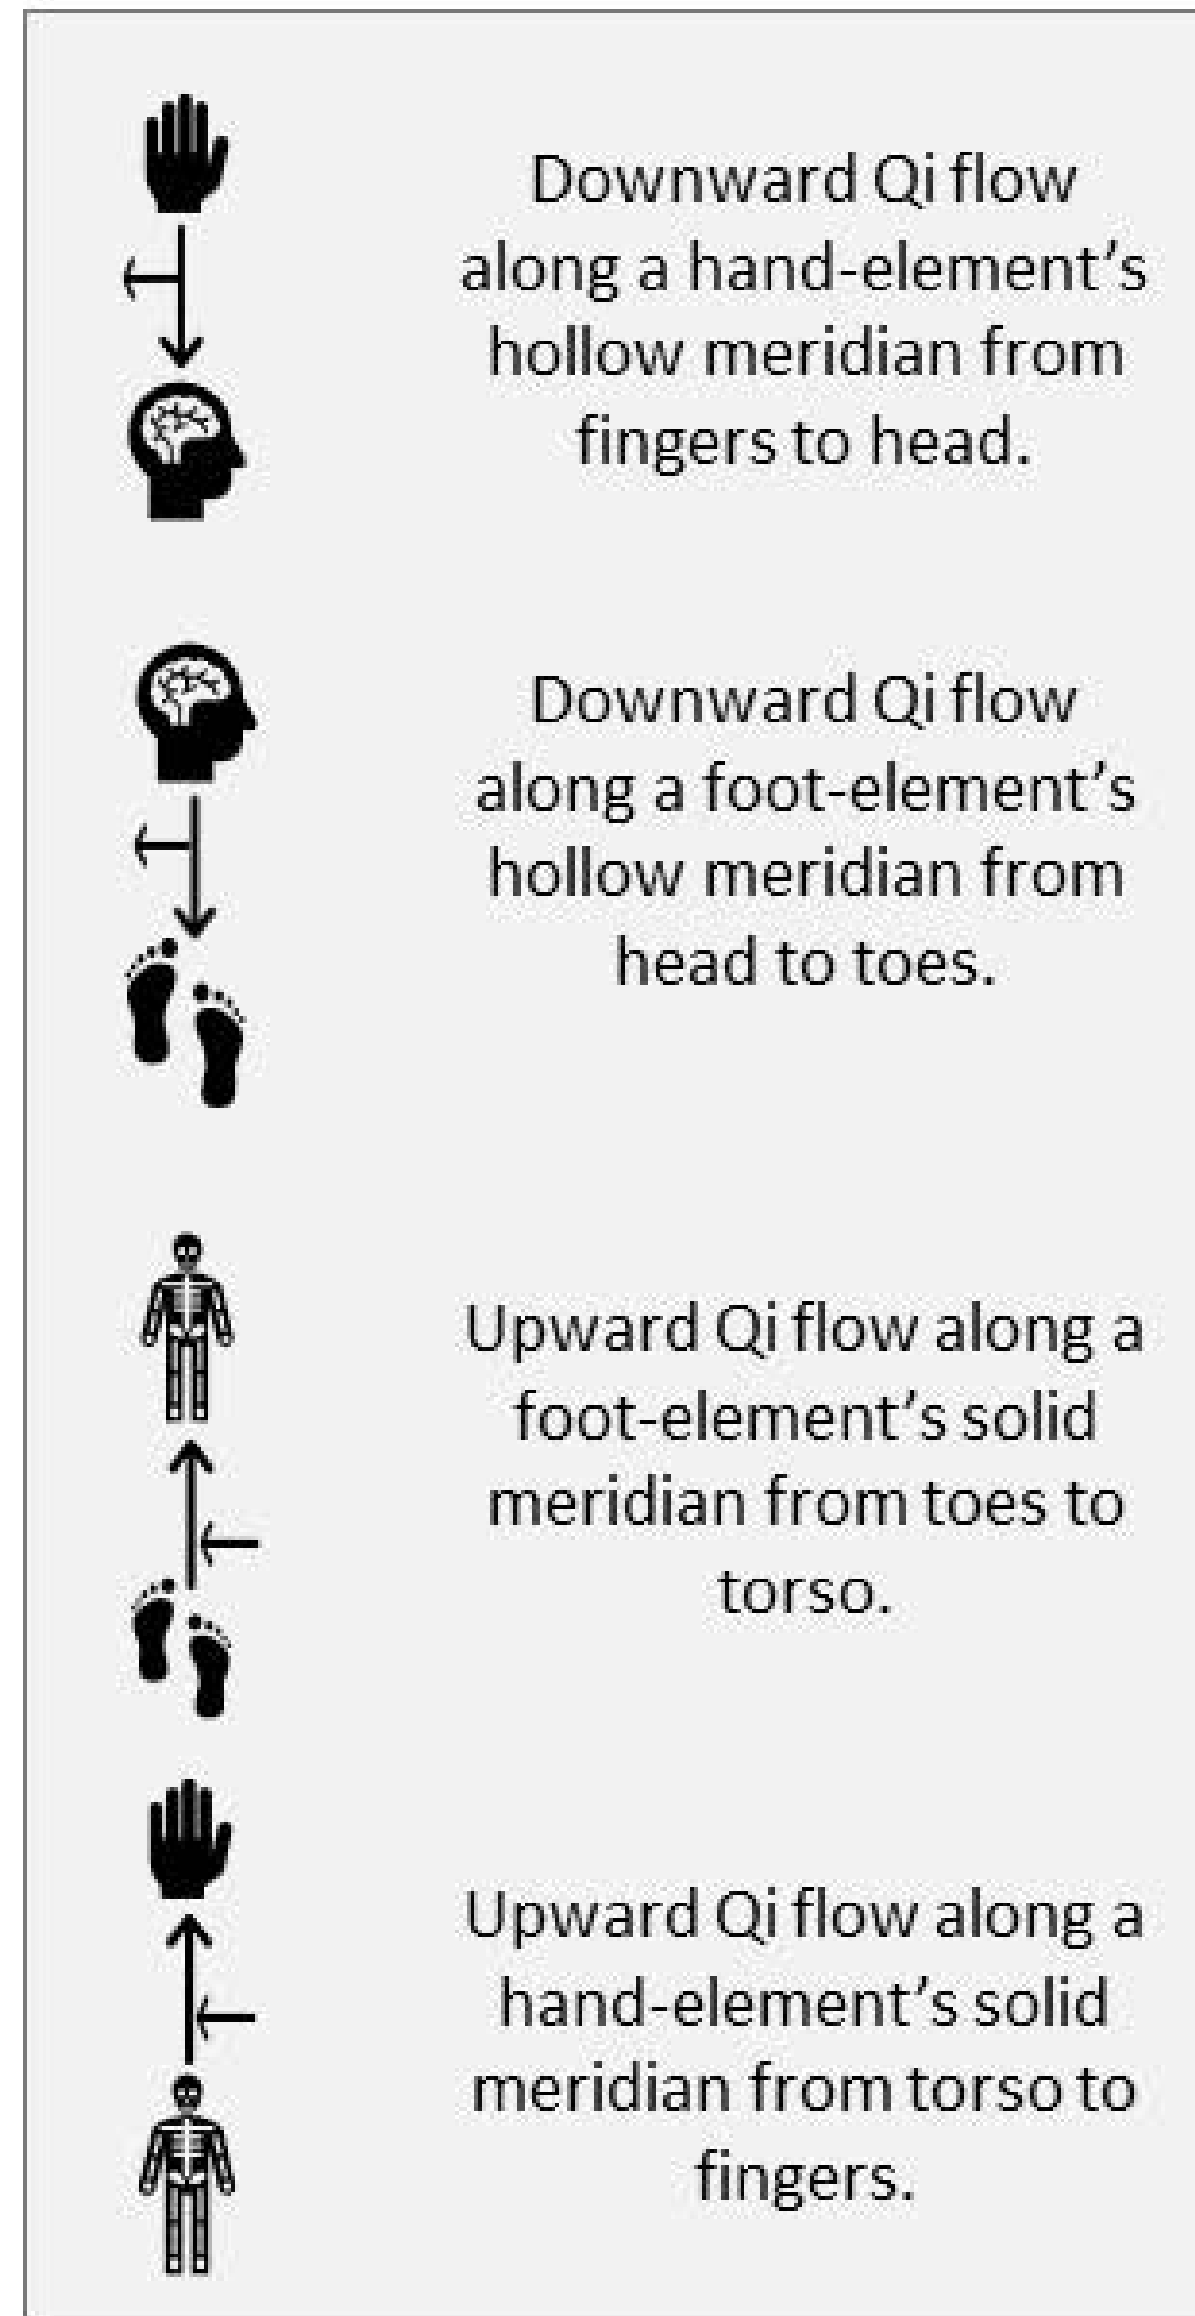 Downward Qi flow
along a hand-element’s
hollow meridian from
fingers to head.
Downward Qi flow
along a foot-element’s
hollow meridian from
head to toes.
Upward Qi flow along a
foot-element’s solid
meridian from toes to
torso.
Upward Qi flow along a
hand-element’s solid
meridian from torso to
fingers.